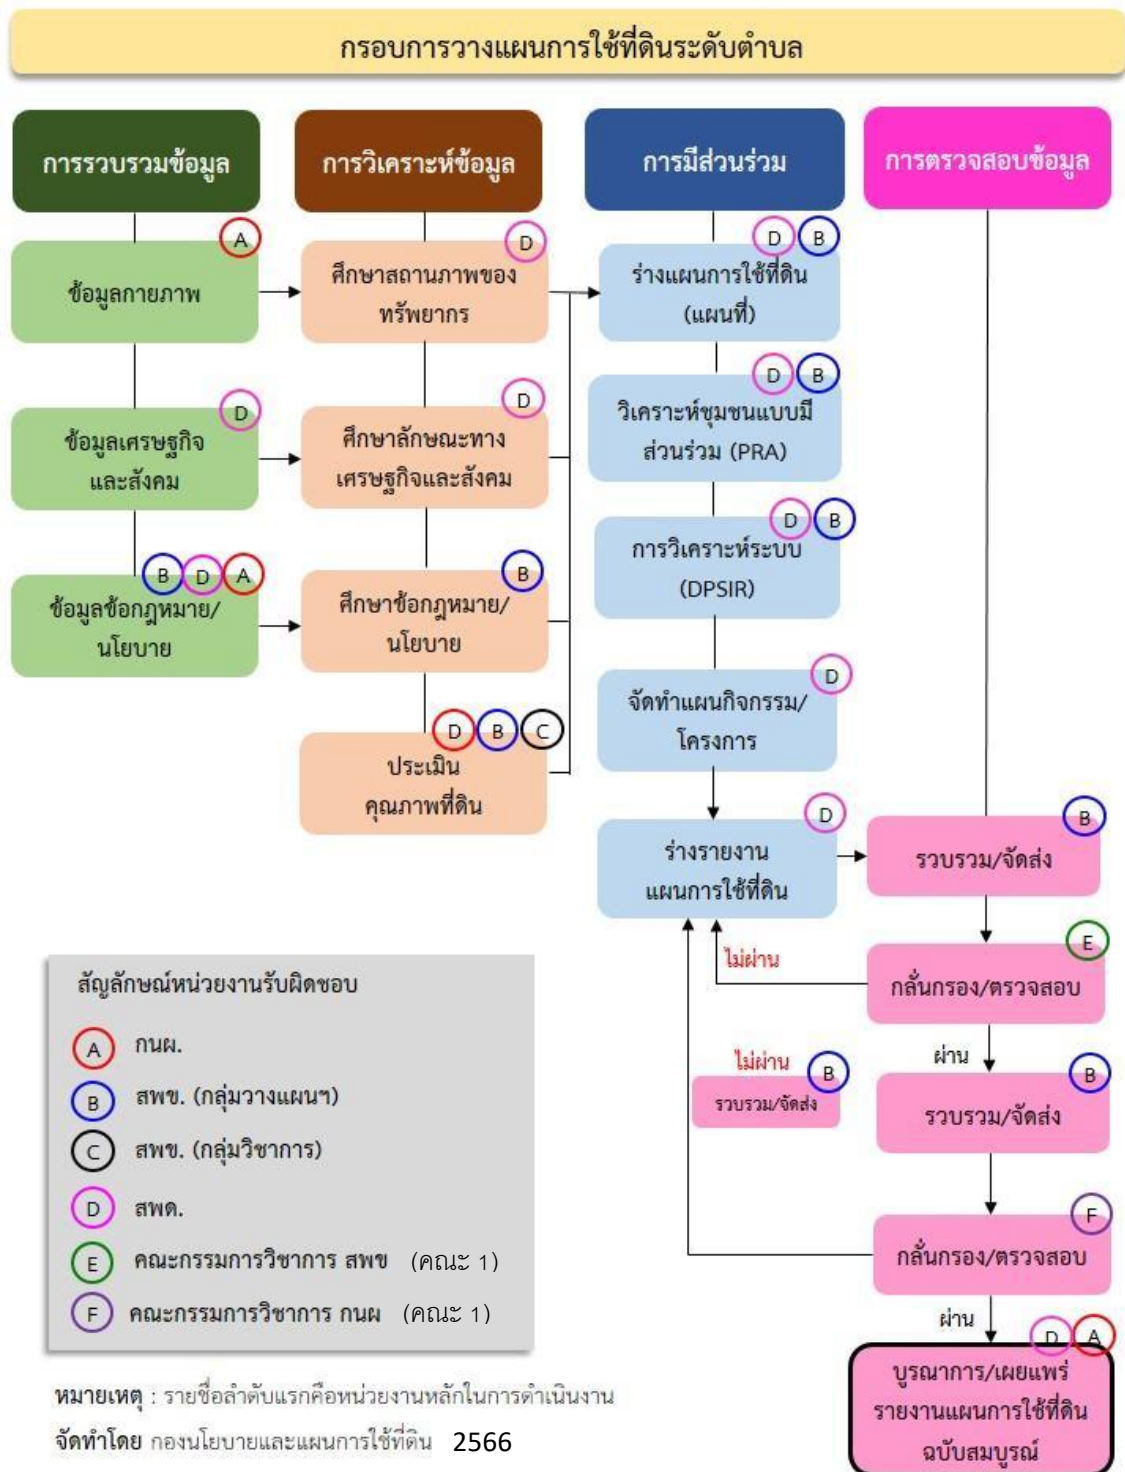 กรอบการวางแผนการใช้ที่ดินระดับตำบล
การรวบรวมข้อมูล
การวิเคราะห์ข้อมูล
การมีส่วนร่วม
การตรวจสอบข้อมูล
A
ข้อมูลกายภาพ
D
ศึกษาสถานภาพของ
ทรัพยากร
D B
ร่างแผนการใช้ที่ดิน
(แผนที่)
D
ข้อมูลเศรษฐกิจ
และสังคม
D
ศึกษาลักษณะทาง
เศรษฐกิจและสังคม
D B
วิเคราะห์ชุมชนแบบมี
ส่วนร่วม (PRA)
B D A
ข้อมูลข้อกฎหมาย/
นโยบาย
B
ศึกษาข้อกฎหมาย/
นโยบาย
D B
การวิเคราะห์ระบบ
(DPSIR)
D B C
ประเมิน
คุณภาพที่ดิน
D
จัดทำแผนกิจกรรม/
โครงการ
D
ร่างรายงาน
แผนการใช้ที่ดิน
B
รวบรวม/จัดส่ง
ไม่ผ่าน
E
กลั่นกรอง/ตรวจสอบ
ผ่าน
ไม่ผ่าน
B
รวบรวม/จัดส่ง
B
รวบรวม/จัดส่ง
F
กลั่นกรอง/ตรวจสอบ
ผ่าน
D A
บูรณาการ/เผยแพร่
รายงานแผนการใช้ที่ดิน
ฉบับสมบูรณ์
สัญลักษณ์หน่วยงานรับผิดชอบ
A กนผ.
B สพข. (กลุ่มวางแผนฯ)
C สพข. (กลุ่มวิชาการ)
D สพด.
E คณะกรรมการวิชาการ สพข (คณะ 1)
F คณะกรรมการวิชาการ กนผ (คณะ 1)
หมายเหตุ : รายชื่อลำดับแรกคือหน่วยงานหลักในการดำเนินงาน
จัดทำโดย กองนโยบายและแผนการใช้ที่ดิน 2566